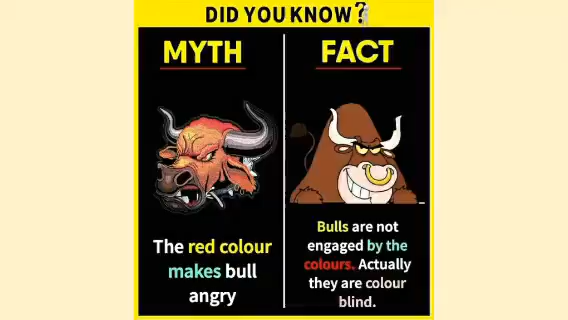 DID YOU KNOW?
MYTH
The red colour
makes bull
angry
FACT
Bulls are not
engaged by the
colours. Actually
they are colour
blind.